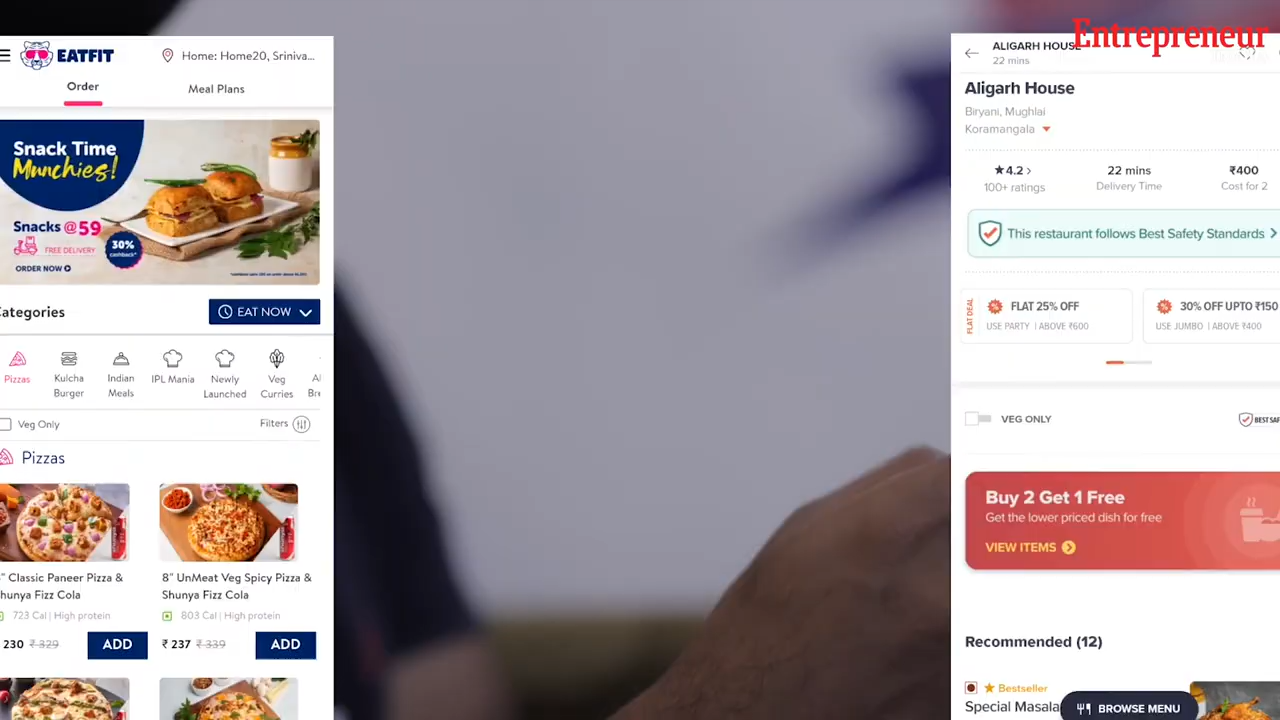 EATFIT
Home: Home20, Sriniva...
Order
Meal Plans
Snack Time
Munchies!
Snacks @59
FREE DELIVERY
30%
cashback*
ORDER NOW
Categories
EAT NOW
Pizzas
Kulcha
Burger
Indian
Meals
IPL Mania
Newly
Launched
Veg
Curries
Al
Bre
Veg Only
Filters
Pizzas
" Classic Paneer Pizza &
hunya Fizz Cola
723 Cal | High protein
230 ₹ 329
ADD
8" UnMeat Veg Spicy Pizza &
Shunya Fizz Cola
803 Cal | High protein
₹ 237 ₹ 339
ADD
Entrepreneur
ALIGARH HOUSE
22 mins
Aligarh House
Biryani, Mughlai
Koramangala
★4.2 >
100+ ratings
22 mins
Delivery Time
₹400
Cost for 2
This restaurant follows Best Safety Standards
FLAT DEAL
FLAT 25% OFF
USE PARTY | ABOVE ₹600
30% OFF UPTO ₹150
USE JUMBO | ABOVE ₹400
VEG ONLY
BEST SAF
Buy 2 Get 1 Free
Get the lower priced dish for free
VIEW ITEMS
Recommended (12)
★ Bestseller
Special Masala
BROWSE MENU